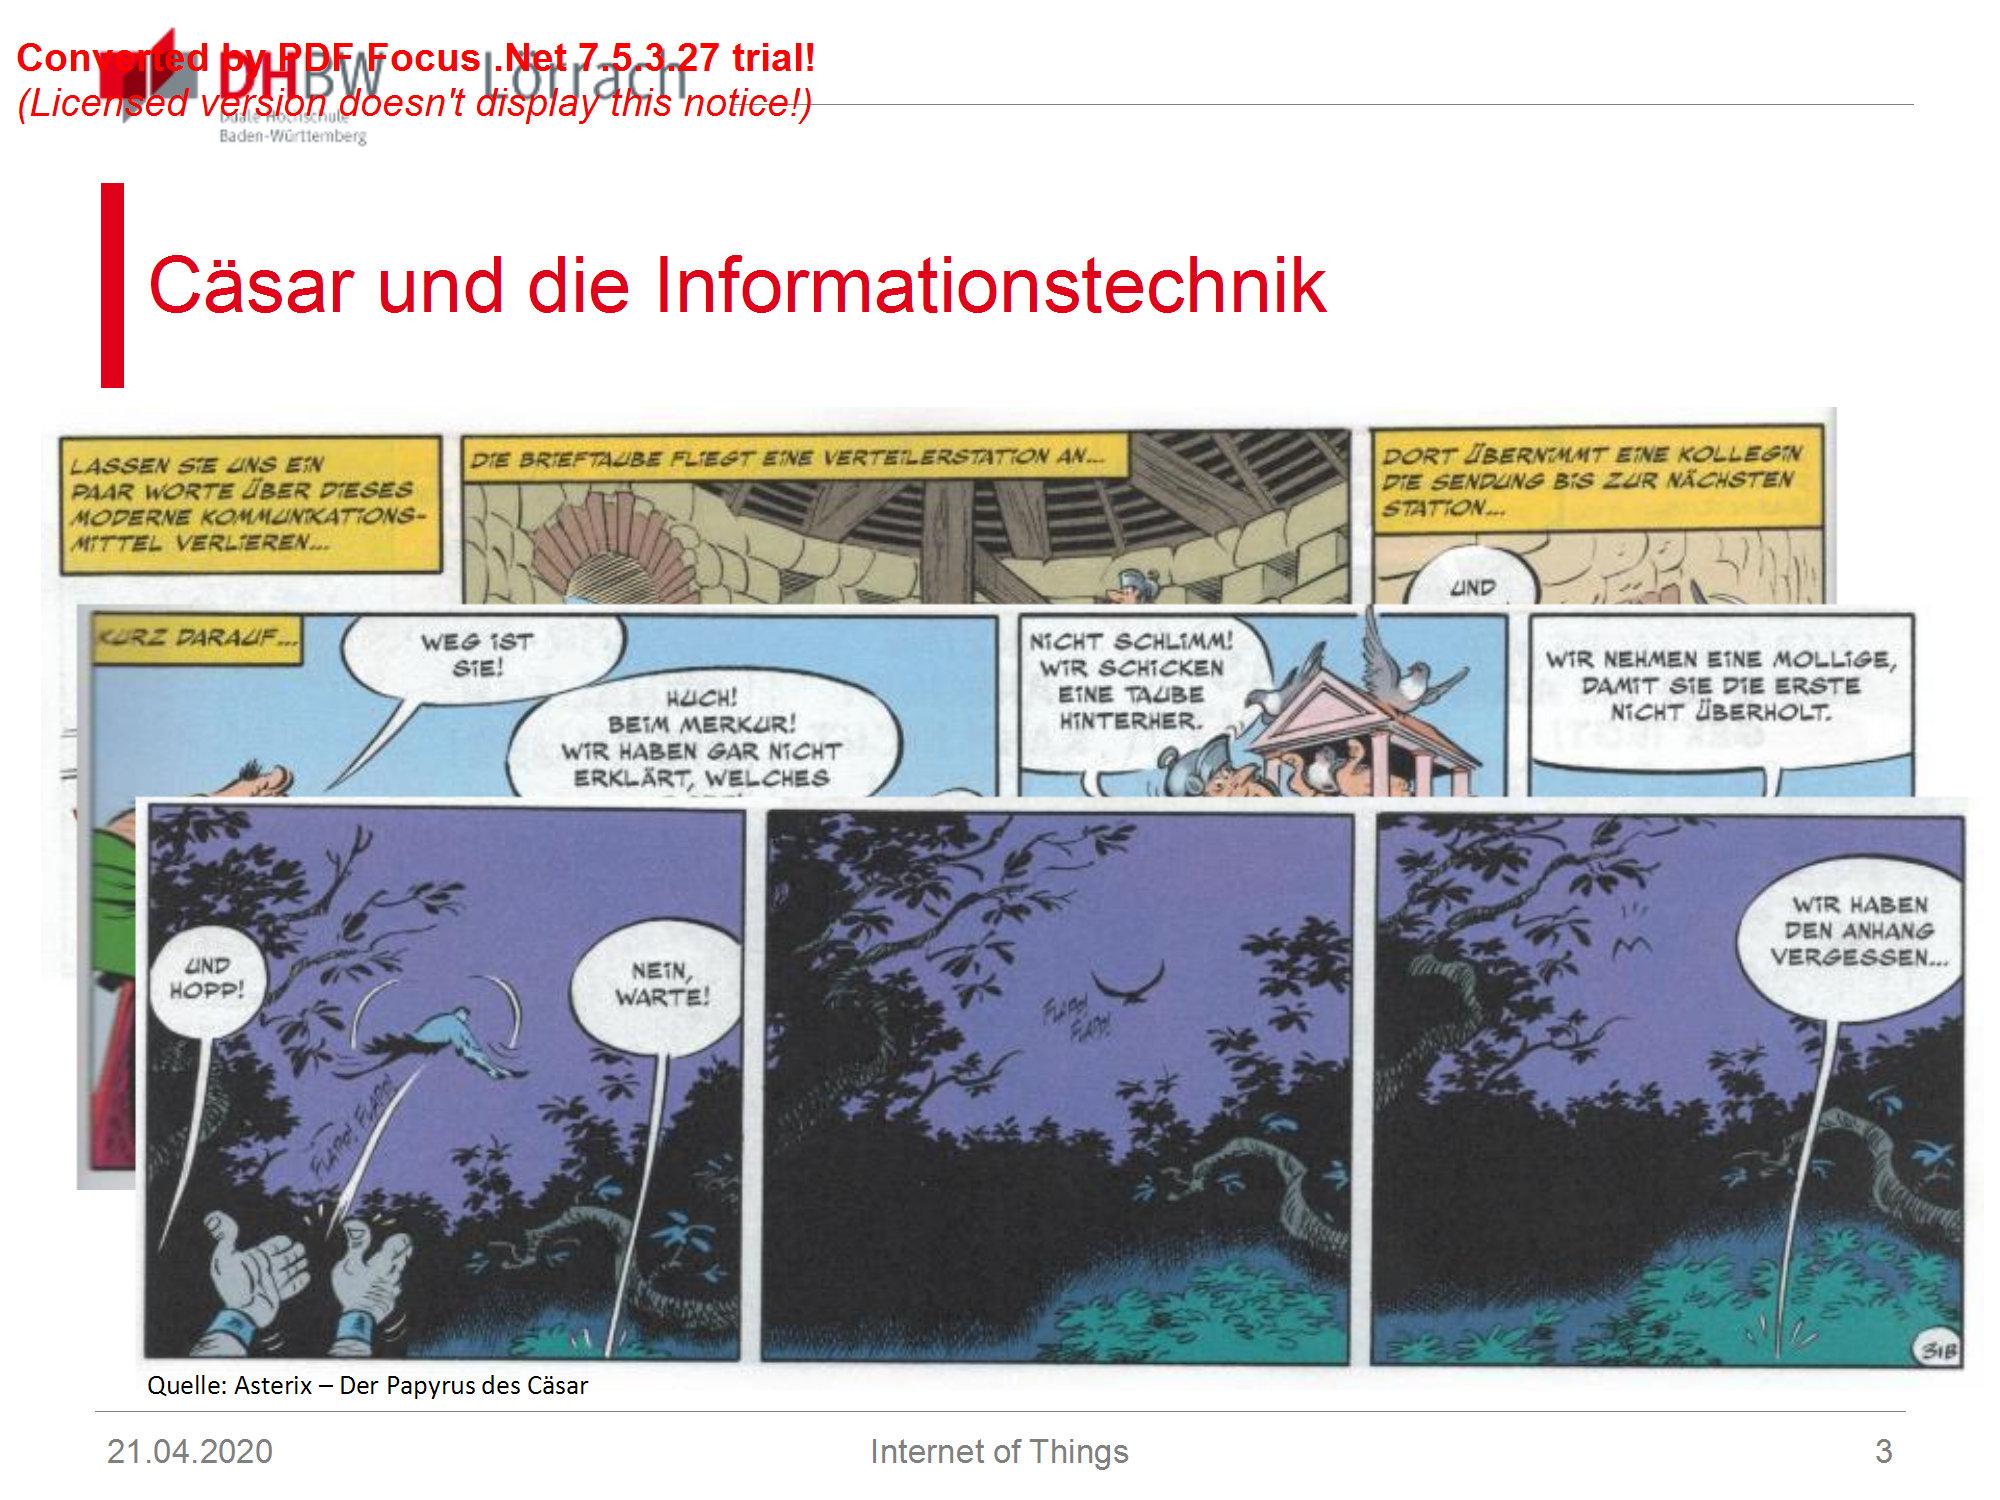 Converted by PDF Focus .Net 7.5.3.27 trial!
(Licensed version doesn't display this notice!)
DHBW Lörrach
Duale Hochschule
Baden-Württemberg
Cäsar und die Informationstechnik
LASSEN SIE UNS EIN
PAAR WORTE ÜBER DIESES
MODERNE KOMMUNIKATIONS-
MITTEL VERLIEREN...
DIE BRIEFTAUBE FLIEGT EINE VERTEILERSTATION AN...
DORT ÜBERNIMMT EINE KOLLEGIN
DIE SENDUNG BIS ZUR NÄCHSTEN
STATION...
UND
KURZ DARAUF...
WEG IST
SIE!
HUCH!
BEIM MERKUR!
WIR HABEN GAR NICHT
ERKLÄRT, WELCHES
NICHT SCHLIMM!
WIR SCHICKEN
EINE TAUBE
HINTERHER.
WIR NEHMEN EINE MOLLIGE,
DAMIT SIE DIE ERSTE
NICHT ÜBERHOLT.
UND
HOPP!
FLAPP! FLAPP!
NEIN,
WARTE!
FLAPP!
FLAPP!
WIR HABEN
DEN ANHANG
VERGESSEN...
31B
Quelle: Asterix – Der Papyrus des Cäsar
21.04.2020
Internet of Things
3